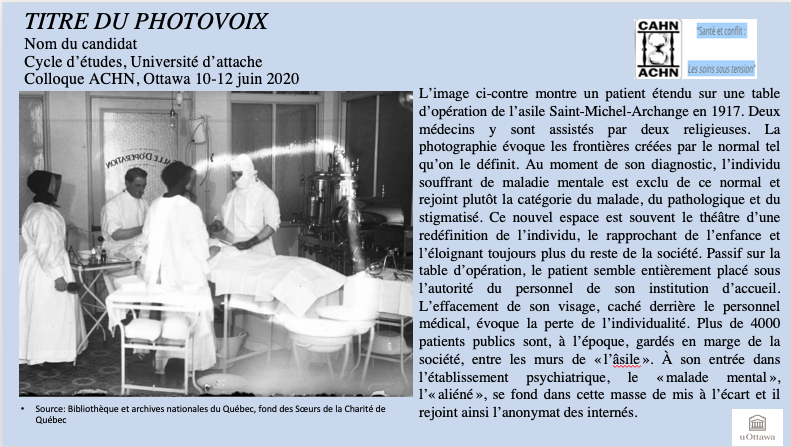 TITRE DU PHOTOVOIX
Nom du candidat
Cycle d’études, Université d’attache
Colloque ACHN, Ottawa 10-12 juin 2020
CAHN
ACHN
“Santé et conflit :
Les soins sous tension”
SALLE D'OPERATION
L’image ci-contre montre un patient étendu sur une table
d’opération de l’asile Saint-Michel-Archange en 1917. Deux
médecins y sont assistés par deux religieuses. La
photographie évoque les frontières créées par le normal tel
qu’on le définit. Au moment de son diagnostic, l’individu
souffrant de maladie mentale est exclu de ce normal et
rejoint plutôt la catégorie du malade, du pathologique et du
stigmatisé. Ce nouvel espace est souvent le théâtre d’une
redéfinition de l’individu, le rapprochant de l’enfance et
l’éloignant toujours plus du reste de la société. Passif sur la
table d’opération, le patient semble entièrement placé sous
l’autorité du personnel de son institution d’accueil.
L’effacement de son visage, caché derrière le personnel
médical, évoque la perte de l’individualité. Plus de 4000
patients publics sont, à l’époque, gardés en marge de la
société, entre les murs de « l’âsile ». À son entrée dans
l’établissement psychiatrique, le « malade mental »,
l’« aliéné », se fond dans cette masse de mis à l’écart et il
rejoint ainsi l’anonymat des internés.
• Source: Bibliothèque et archives nationales du Québec, fond des Sœurs de la Charité de
Québec
uOttawa